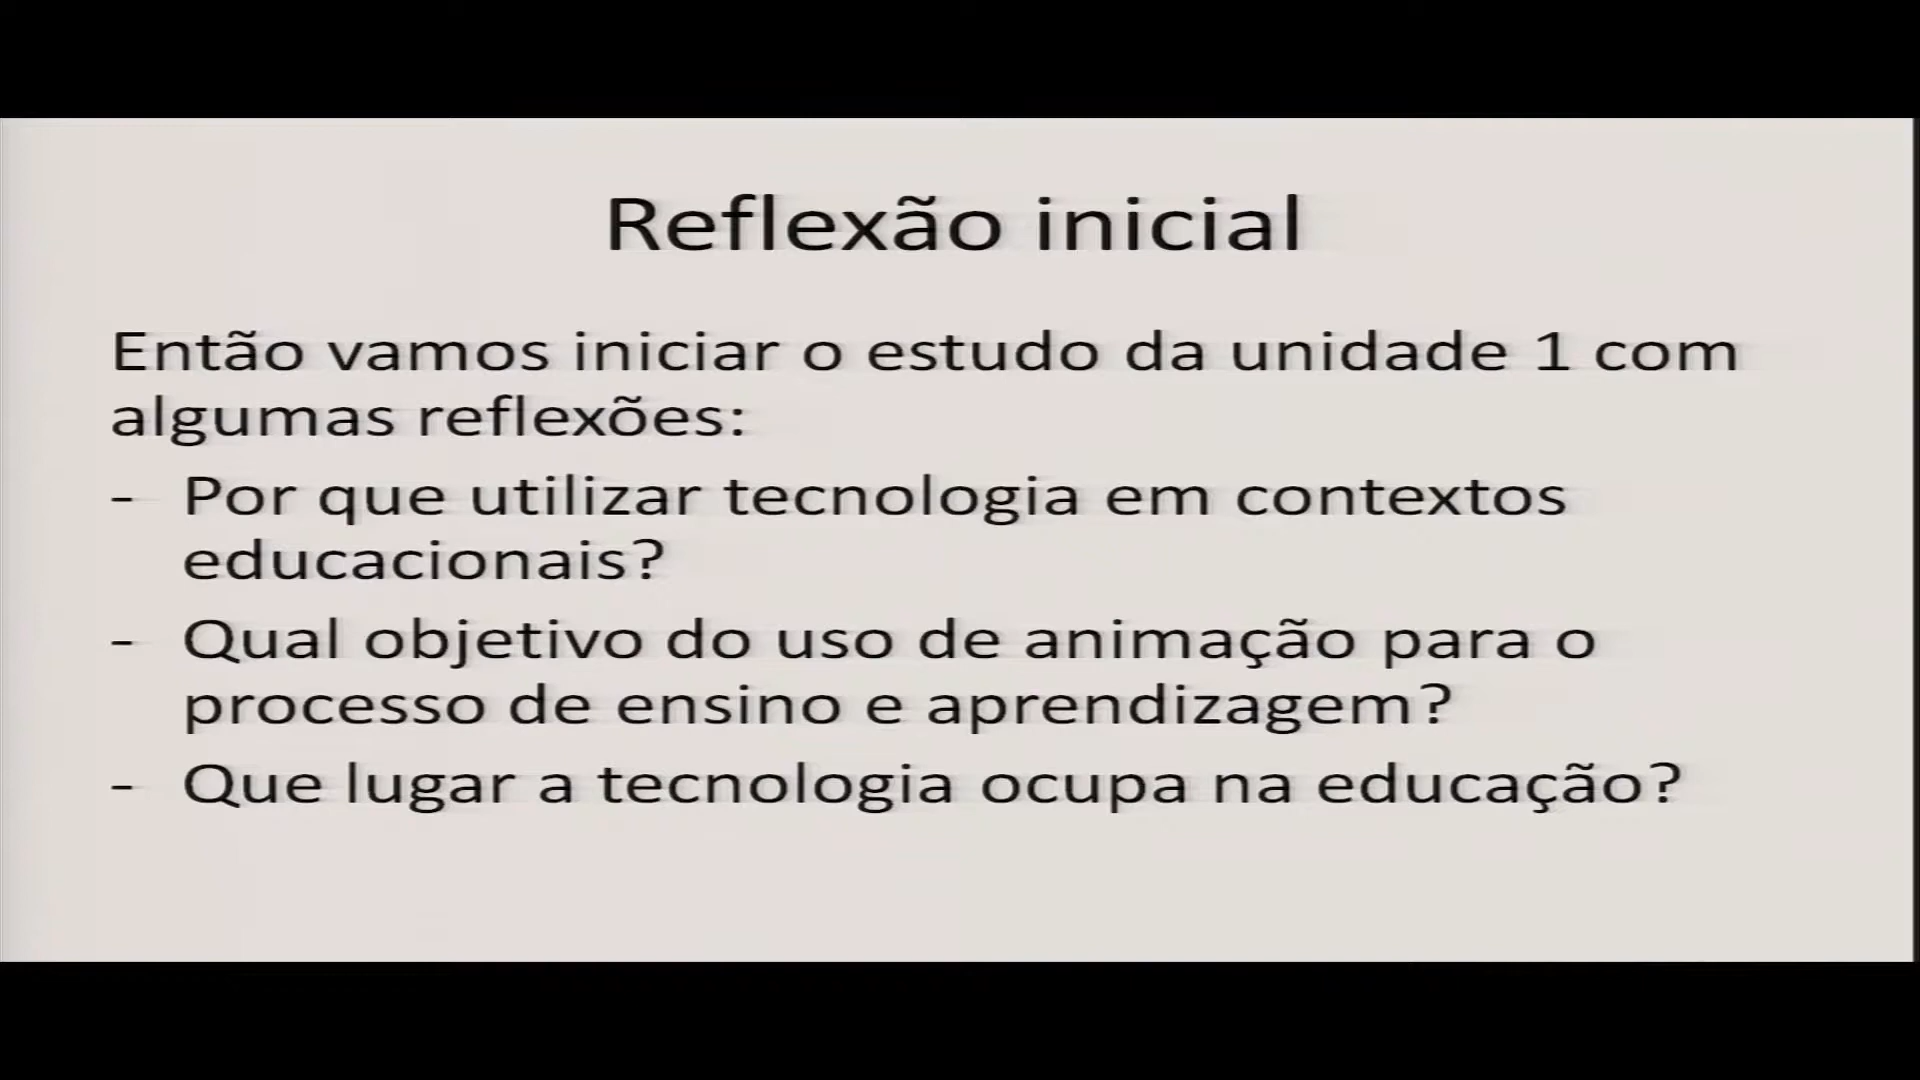 Reflexão inicial
Então vamos iniciar o estudo da unidade 1 com
algumas reflexões:
- Por que utilizar tecnologia em contextos
educacionais?
- Qual objetivo do uso de animação para o
processo de ensino e aprendizagem?
- Que lugar a tecnologia ocupa na educação?